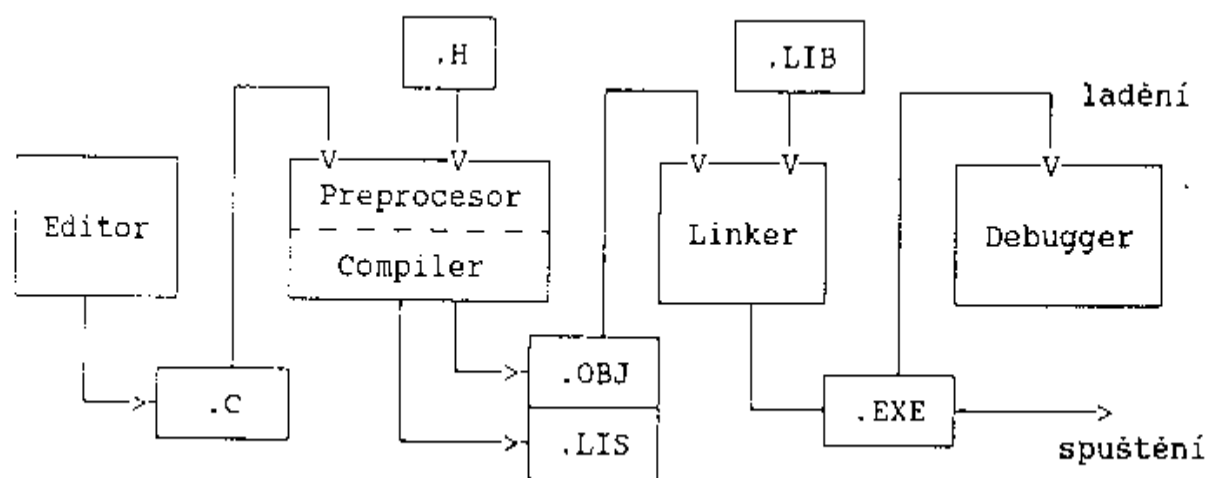 .H
.LIB
ladění
Editor
Preprocesor
Compiler
Linker
Debugger
.C
.OBJ
.LIS
.EXE
spuštění